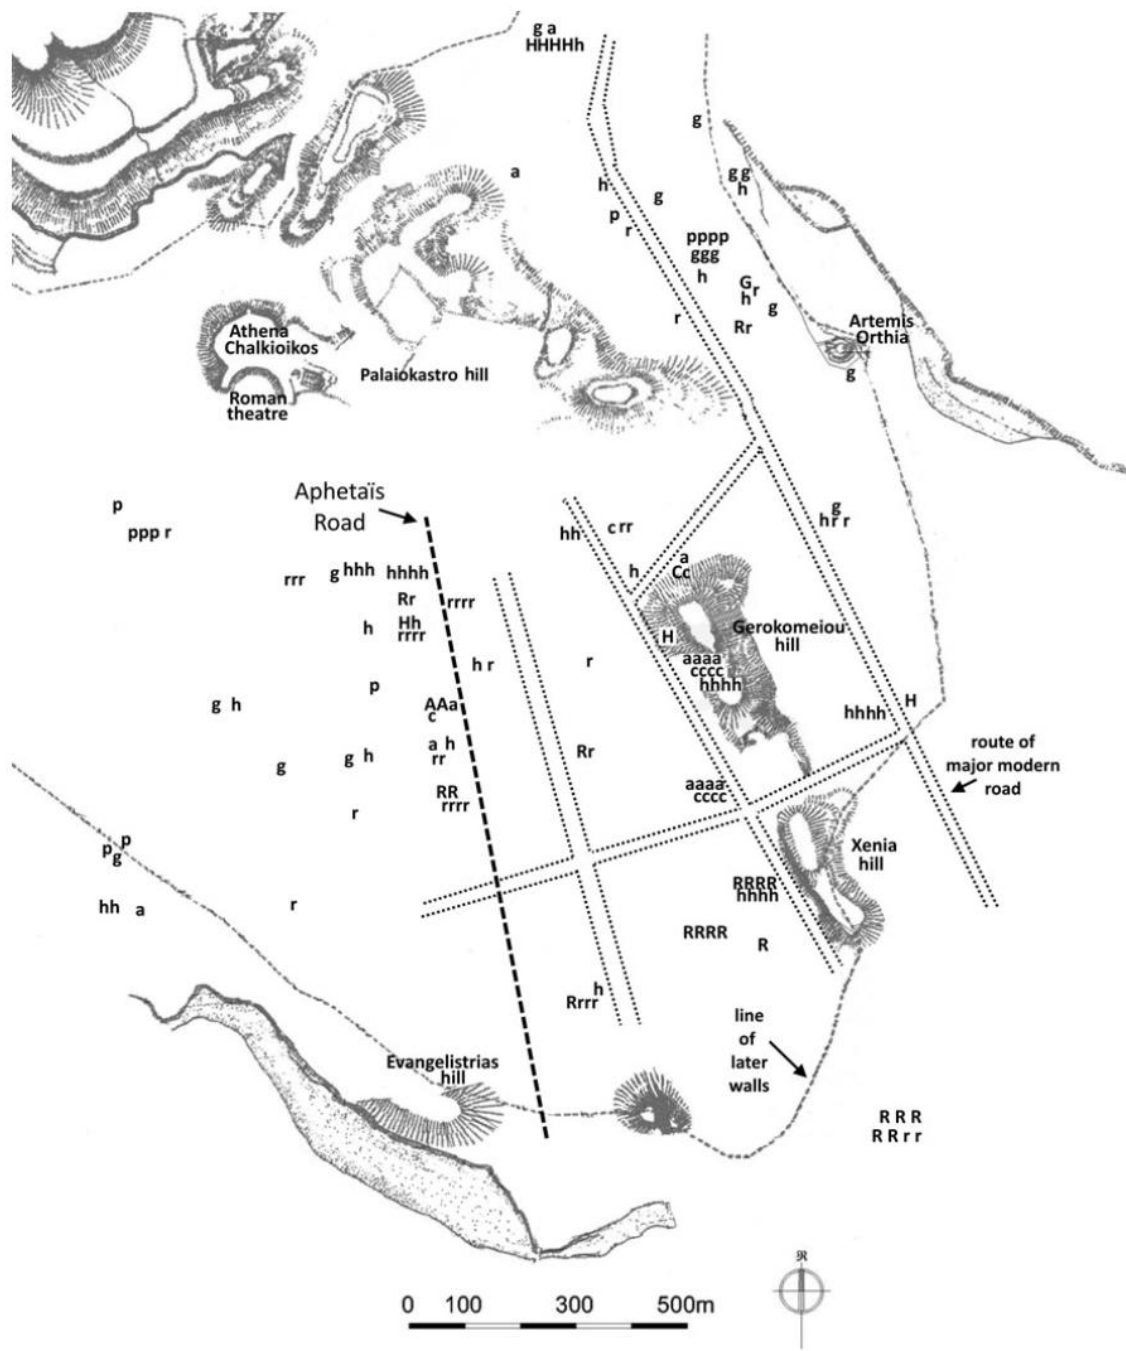 g a
HHHHh
g
a
gg
h
h
g
p
r
pppp
ggg
h
G r
h
g
r
Rr
Athena
Chalkioikos
Artemis
Orthia
Palaiokastro hill
g
Roman
theatre
p
ppp r
Aphetaïs
Road
hh
c rr
g
h r r
rrr
g hhh
hhhh
h
a
Cc
Rr
rrrr
h
Hh
rrrr
H
Gerokomeiou
hill
h r
r
aaaa
cccc
hhhh
p
g h
AAa
c
hhhh
H
a h
rr
g
g h
Rr
route of
major modern
road
RR
rrrr
aaaa
cccc
r
p
p
g
Xenia
hill
hh
a
r
RRRR
hhhh
RRRR
R
h
Rrrr
line
of
later
walls
Evangelistrias
hill
R R R
R R r r
0 100 300 500m